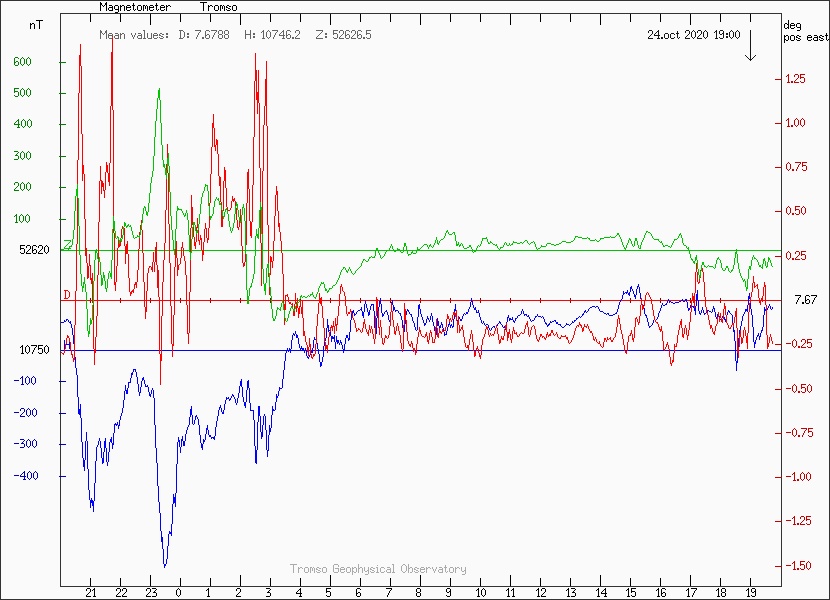 Magnetometer Tromso
nT
deg
pos east
Mean values: D: 7.6788 H: 10746.2 Z: 52626.5
24.oct 2020 19:00
600
500
400
300
200
100
52620
10750
-100
-200
-300
-400
Z
D
H
1.25
1.00
0.75
0.50
0.25
7.67
-0.25
-0.50
-0.75
-1.00
-1.25
-1.50
Tromso Geophysical Observatory
21 22 23 0 1 2 3 4 5 6 7 8 9 10 11 12 13 14 15 16 17 18 19